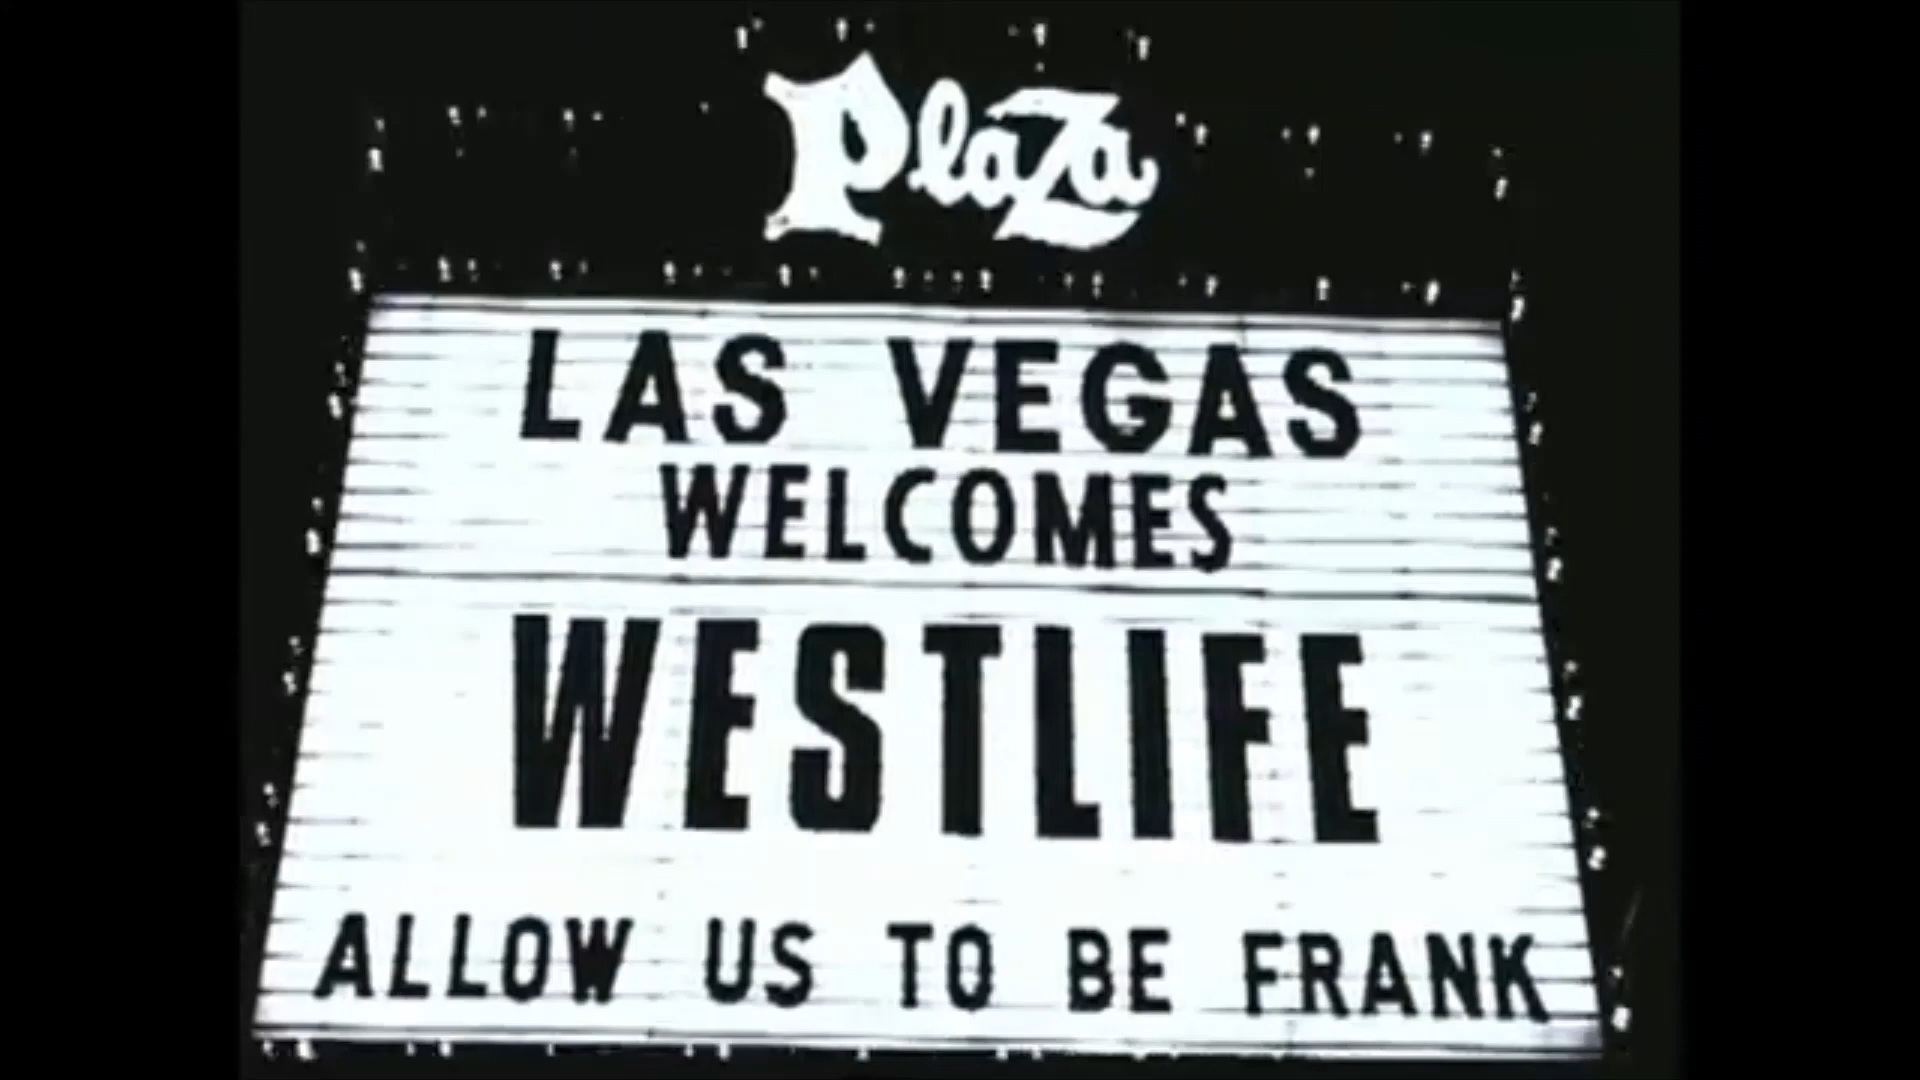 Plaza
LAS VEGAS
WELCOMES
WESTLIFE
ALLOW US TO BE FRANK